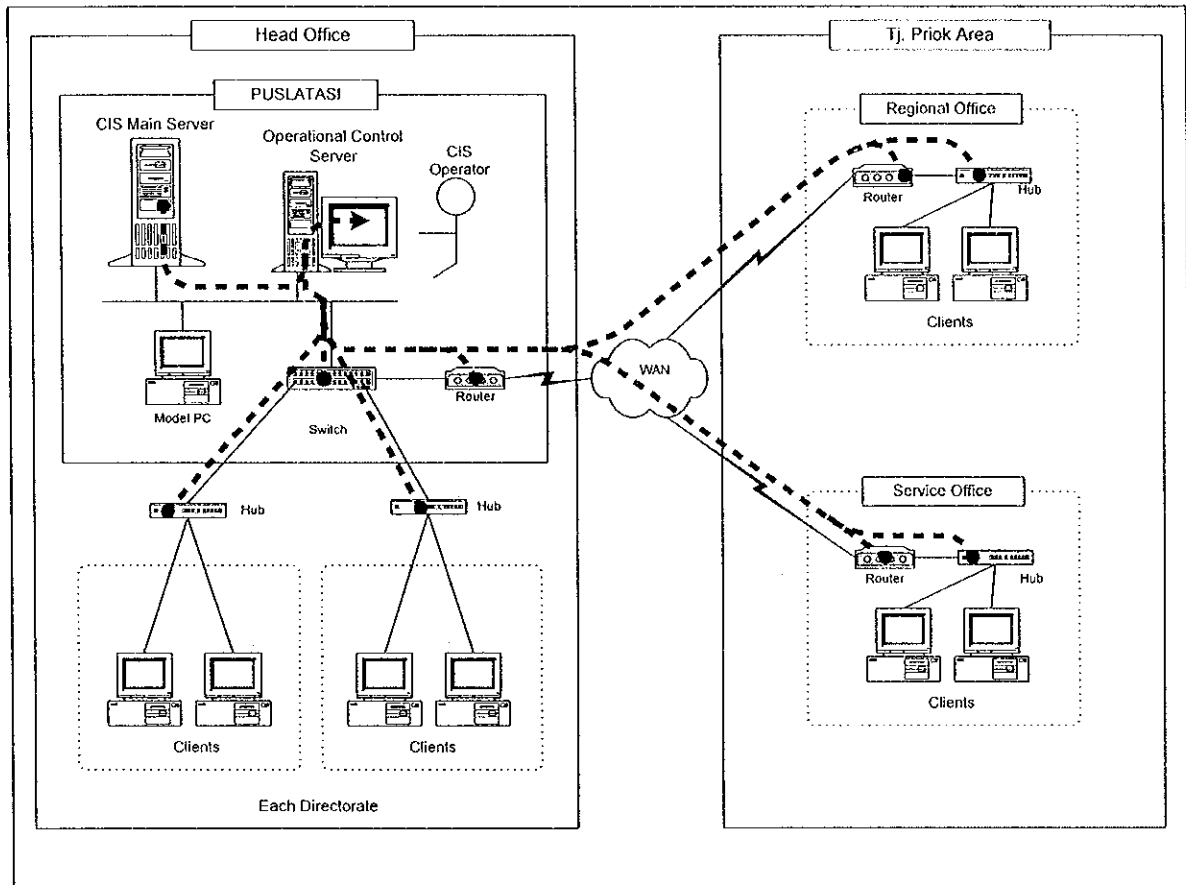 Head Office
PUSLATASI
CIS Main Server
Operational Control
Server
CIS
Operator
Model PC
Switch
Router
Hub
Hub
Clients
Clients
Each Directorate
WAN
Tj. Priok Area
Regional Office
Router
Hub
Clients
Service Office
Router
Hub
Clients